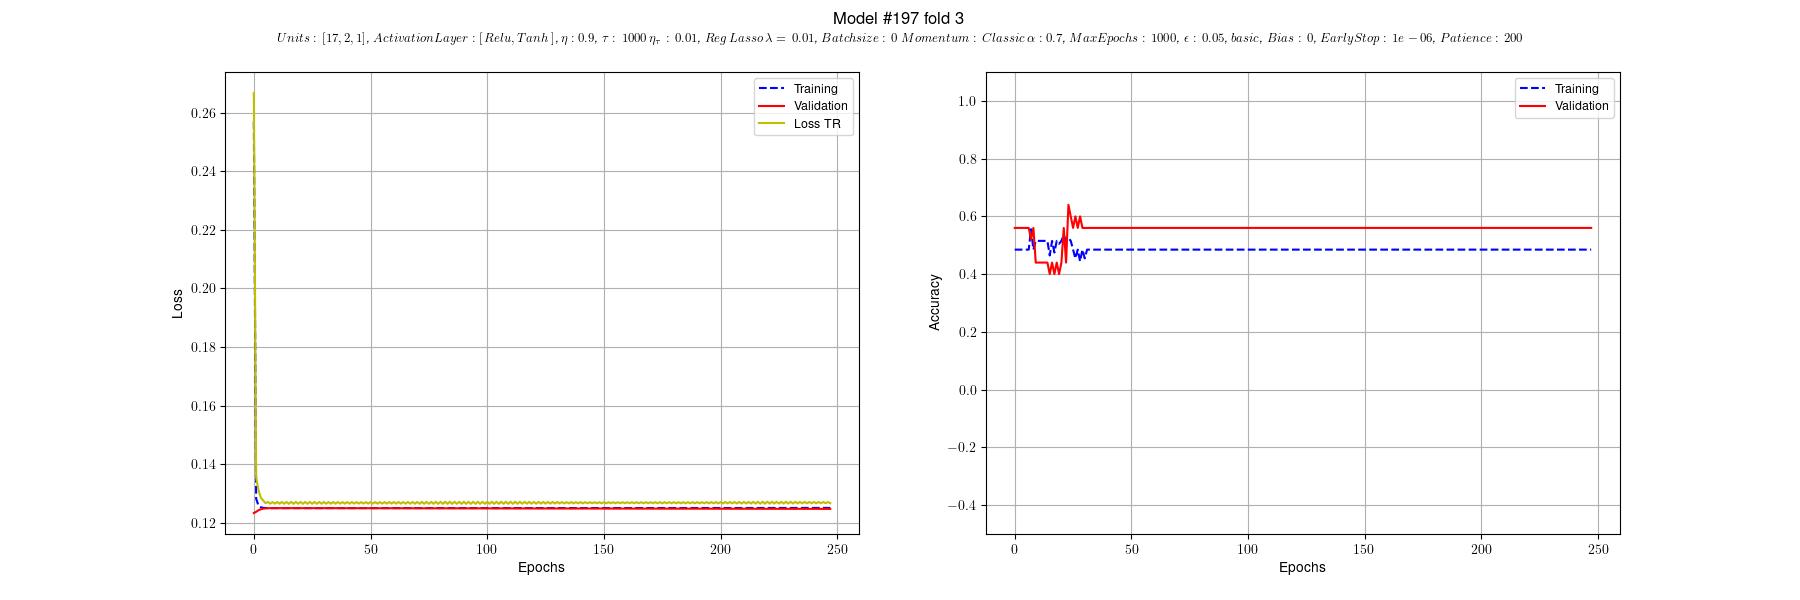 Model #197 fold 3
Units : [17, 2, 1], ActivationLayer : [Relu, Tanh], η : 0.9, τ : 1000 η_τ : 0.01, Reg Lasso λ = 0.01, Batchsize : 0 Momentum : Classic α : 0.7, MaxEpochs : 1000, ϵ : 0.05, basic, Bias : 0, EarlyStop : 1e − 06, Patience : 200
Loss
0.26
0.24
0.22
0.20
0.18
0.16
0.14
0.12
0 50 100 150 200 250
Epochs
Training
Validation
Loss TR
Accuracy
1.0
0.8
0.6
0.4
0.2
0.0
−0.2
−0.4
0 50 100 150 200 250
Epochs
Training
Validation